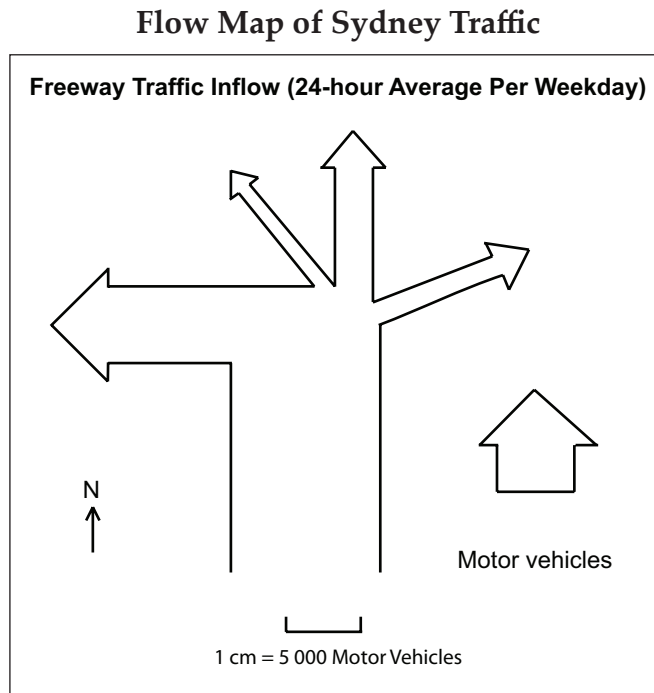 Flow Map of Sydney Traffic
Freeway Traffic Inflow (24-hour Average Per Weekday)
N
Motor vehicles
1 cm = 5 000 Motor Vehicles